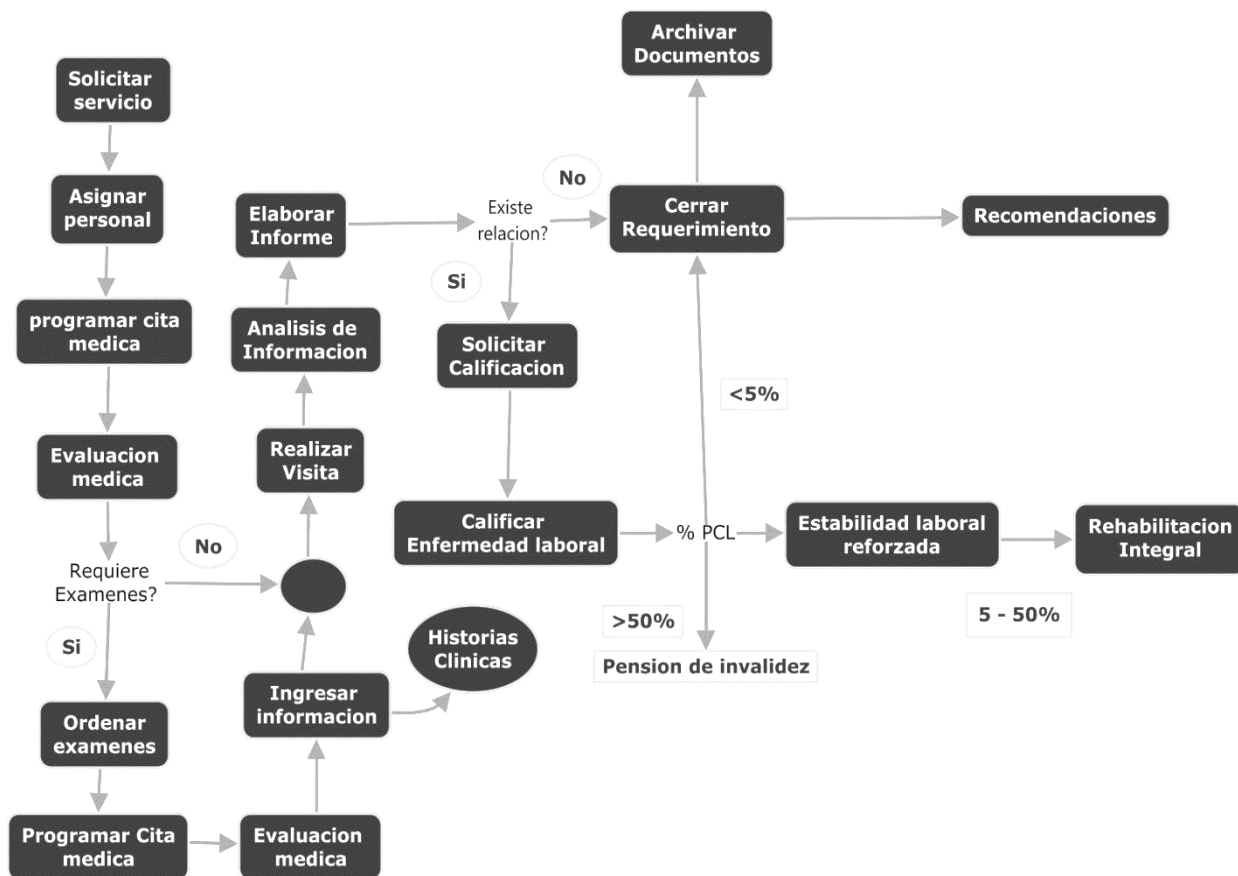 Solicitar
servicio
Asignar
personal
programar cita
medica
Evaluacion
medica
Requiere
Examenes?
No
Si
Ordenar
examenes
Programar Cita
medica
Evaluacion
medica
Ingresar
informacion
Historias
Clinicas
Realizar
Visita
Analisis de
Informacion
Elaborar
Informe
Existe
relacion?
No
Si
Cerrar
Requerimiento
Archivar
Documentos
Recomendaciones
Solicitar
Calificacion
Calificar
Enfermedad laboral
% PCL
<5%
>50%
Pension de invalidez
Estabilidad laboral
reforzada
5 - 50%
Rehabilitacion
Integral